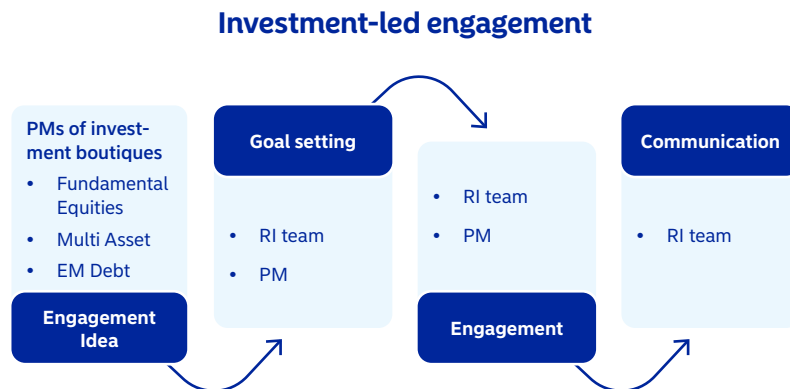 Investment-led engagement
PMs of invest-
ment boutiques
• Fundamental
Equities
• Multi Asset
• EM Debt
Engagement
Idea
Goal setting
• RI team
• PM
• RI team
• PM
Engagement
Communication
• RI team